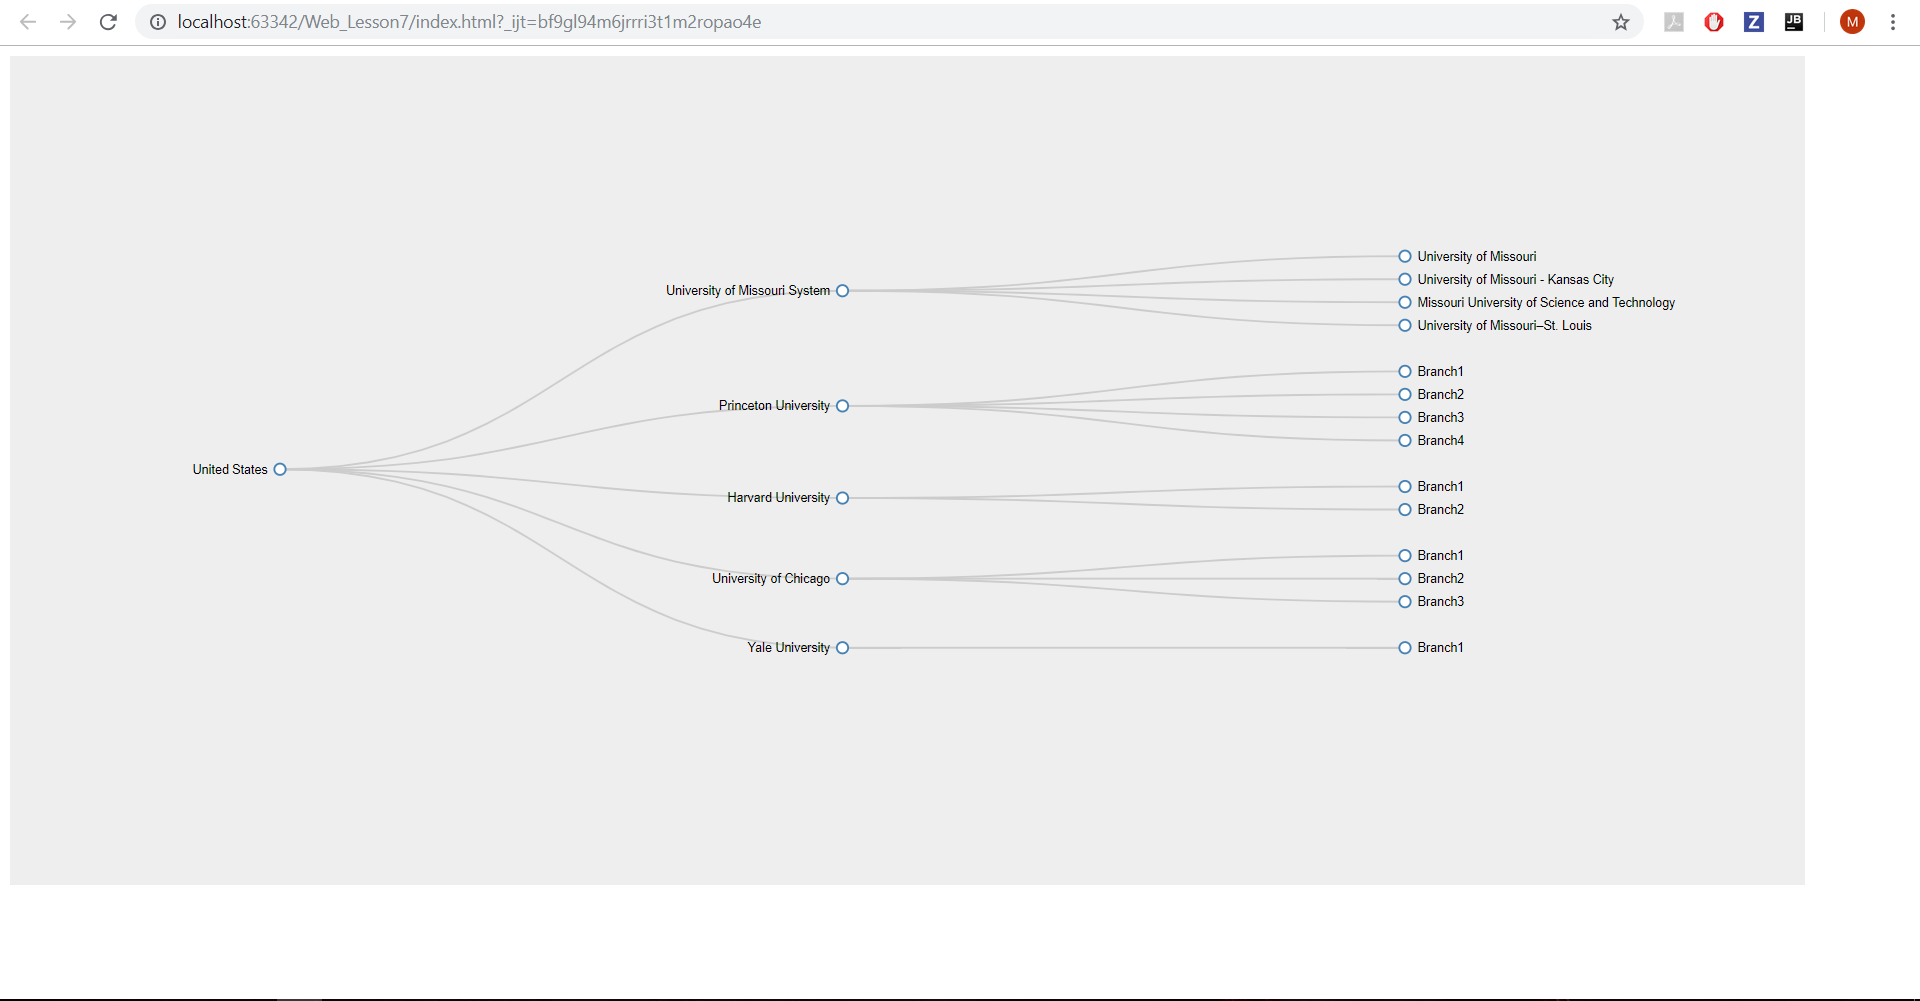 localhost:63342/Web_Lesson7/index.html?_ijt=bf9gl94m6jrrri3t1m2ropao4e
Z
JB
M
United States
University of Missouri System
University of Missouri
University of Missouri - Kansas City
Missouri University of Science and Technology
University of Missouri–St. Louis
Princeton University
Branch1
Branch2
Branch3
Branch4
Harvard University
Branch1
Branch2
University of Chicago
Branch1
Branch2
Branch3
Yale University
Branch1